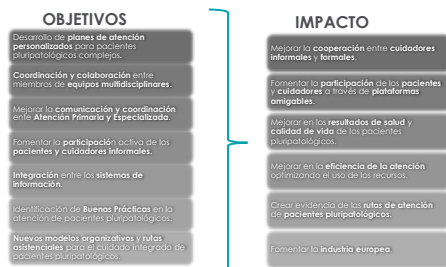 OBJETIVOS
Desarrollo de planes de atención
personalizados para pacientes
pluripatológicos complejos.
Coordinación y colaboración entre
miembros de equipos multidisciplinares.
Mejorar la comunicación y coordinación
ente Atención Primaria y Especializada.
Fomentar la participación activa de los
pacientes y cuidadores informales.
Integración entre los sistemas de
información.
Identificación de Buenas Prácticas en la
atención de pacientes pluripatológicos.
Nuevos modelos organizativos y rutas
asistenciales para el cuidado integrado de
pacientes pluripatológicos.
IMPACTO
Mejorar la cooperación entre cuidadores
informales y formales.
Fomentar la participación de los pacientes
y cuidadores a través de plataformas
amigables.
Mejorar en los resultados de salud y
calidad de vida de los pacientes
pluripatológicos.
Mejorar en la eficiencia de la atención
optimizando el uso de los recursos.
Crear evidencia de las rutas de atención
de pacientes pluripatológicos.
Fomentar la industria europea.